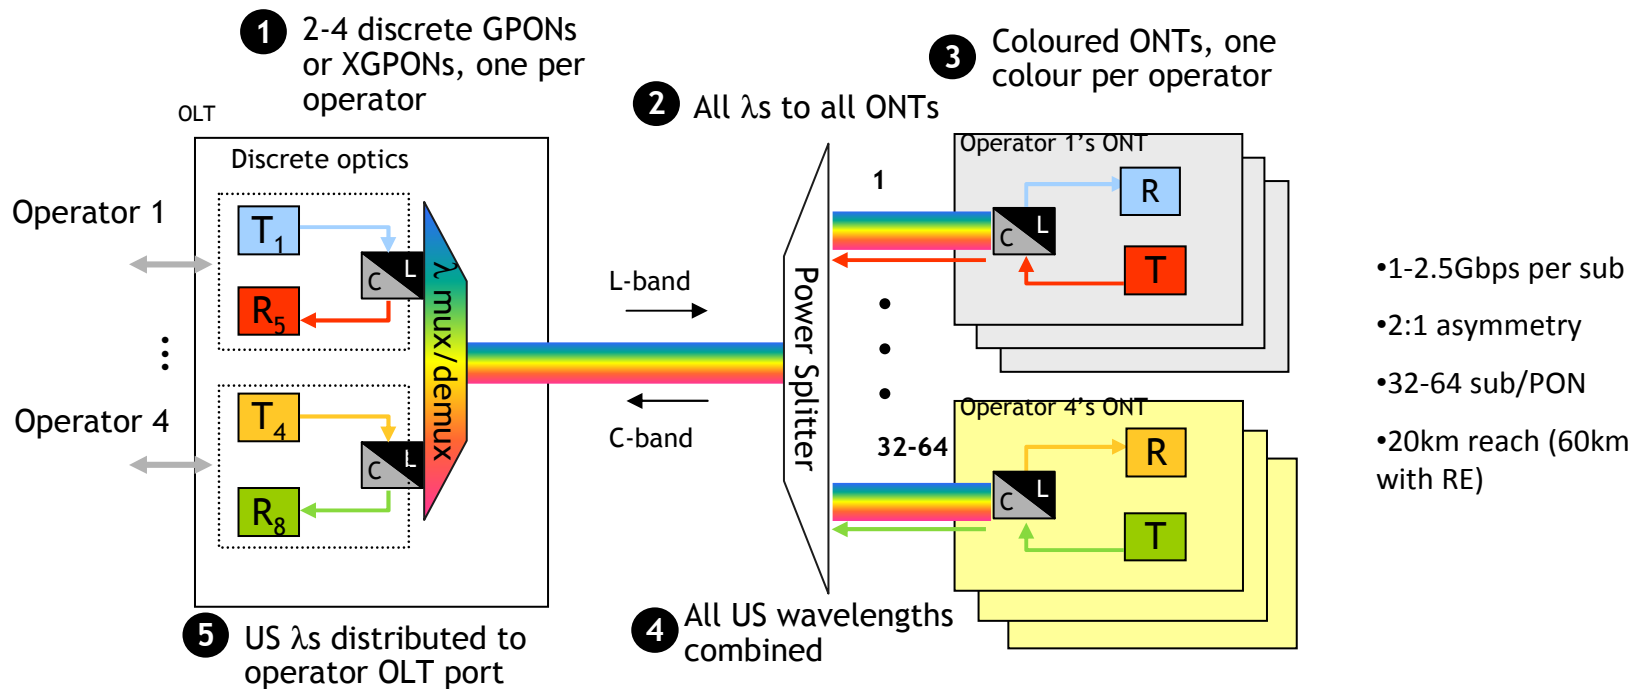 1
2-4 discrete GPONs
or XGPONs, one per
operator
2
All λs to all ONTs
3
Coloured ONTs, one
colour per operator
OLT
Discrete optics
Operator 1
T1
C
L
R5
...
Operator 4
T4
C
L
R8
λ mux/demux
L-band
C-band
Power Splitter
1
32-64
Operator 1's ONT
R
C
L
T
Operator 4's ONT
R
C
L
T
•1-2.5Gbps per sub
•2:1 asymmetry
•32-64 sub/PON
•20km reach (60km
with RE)
4
All US wavelengths
combined
5
US λs distributed to
operator OLT port